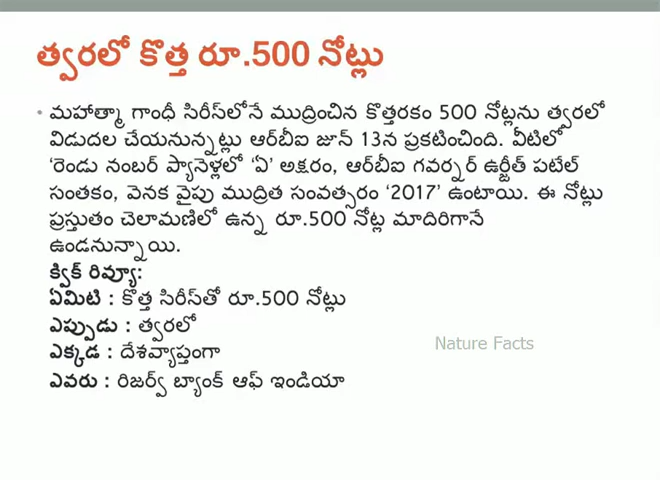 త్వరలో కొత్త రూ.500 నోట్లు
• మహాత్మా గాంధీ సిరీస్‌లోనే ముద్రించిన కొత్తరకం 500 నోట్లను త్వరలో
విడుదల చేయనున్నట్లు ఆర్‌బీఐ జూన్ 13న ప్రకటించింది. వీటిలో
‘రెండు నంబర్ ప్యానెళ్లలో ‘ఏ’ అక్షరం, ఆర్‌బీఐ గవర్నర్ ఉర్జీత్ పటేల్
సంతకం, వెనక వైపు ముద్రిత సంవత్సరం ‘2017’ ఉంటాయి. ఈ నోట్లు
ప్రస్తుతం చెలామణిలో ఉన్న రూ.500 నోట్ల మాదిరిగానే
ఉండనున్నాయి.
క్విక్ రివ్యూ:
ఏమిటి : కొత్త సిరీస్‌తో రూ.500 నోట్లు
ఎప్పుడు : త్వరలో
ఎక్కడ : దేశవ్యాప్తంగా
Nature Facts
ఎవరు : రిజర్వ్ బ్యాంక్ ఆఫ్ ఇండియా